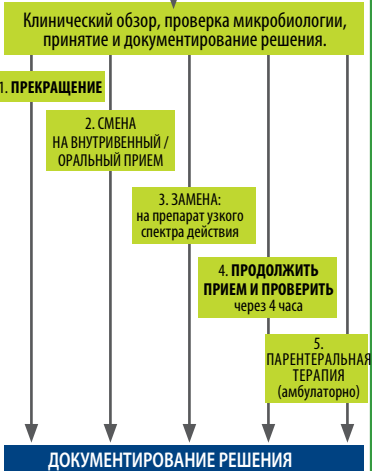 Клинический обзор, проверка микробиологии,
принятие и документирование решения.
1. ПРЕКРАЩЕНИЕ
2. СМЕНА
НА ВНУТРИВЕННЫЙ /
ОРАЛЬНЫЙ ПРИЕМ
3. ЗАМЕНА:
на препарат узкого
спектра действия
4. ПРОДОЛЖИТЬ
ПРИЕМ И ПРОВЕРИТЬ
через 4 часа
5.
ПАРЕНТЕРАЛЬНАЯ
ТЕРАПИЯ
(амбулаторно)
ДОКУМЕНТИРОВАНИЕ РЕШЕНИЯ